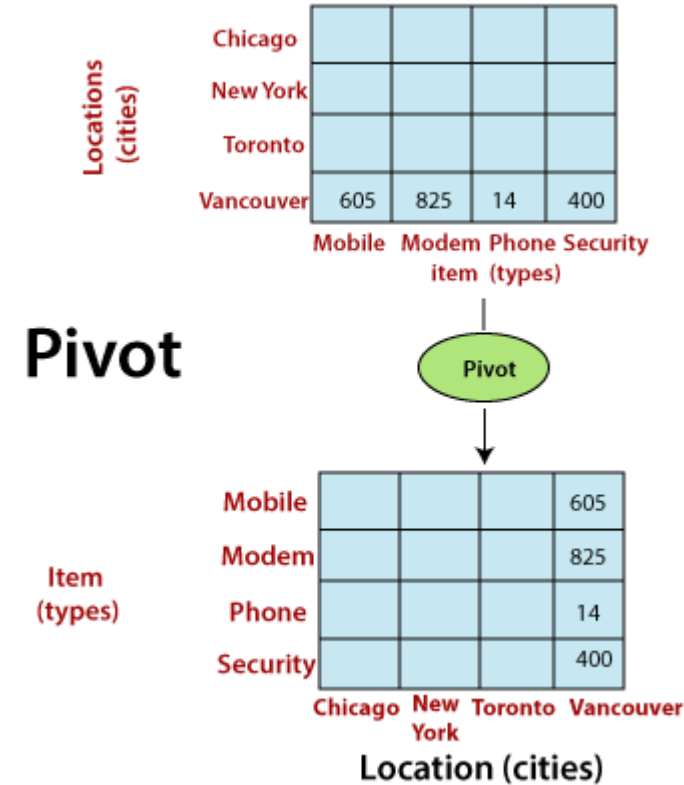 Locations
(cities)
Chicago
New York
Toronto
Vancouver 605 825 14 400
Mobile Modem Phone Security
item (types)
Pivot
Pivot
Item
(types)
Mobile 605
Modem 825
Phone 14
Security 400
Chicago New York Toronto Vancouver
Location (cities)